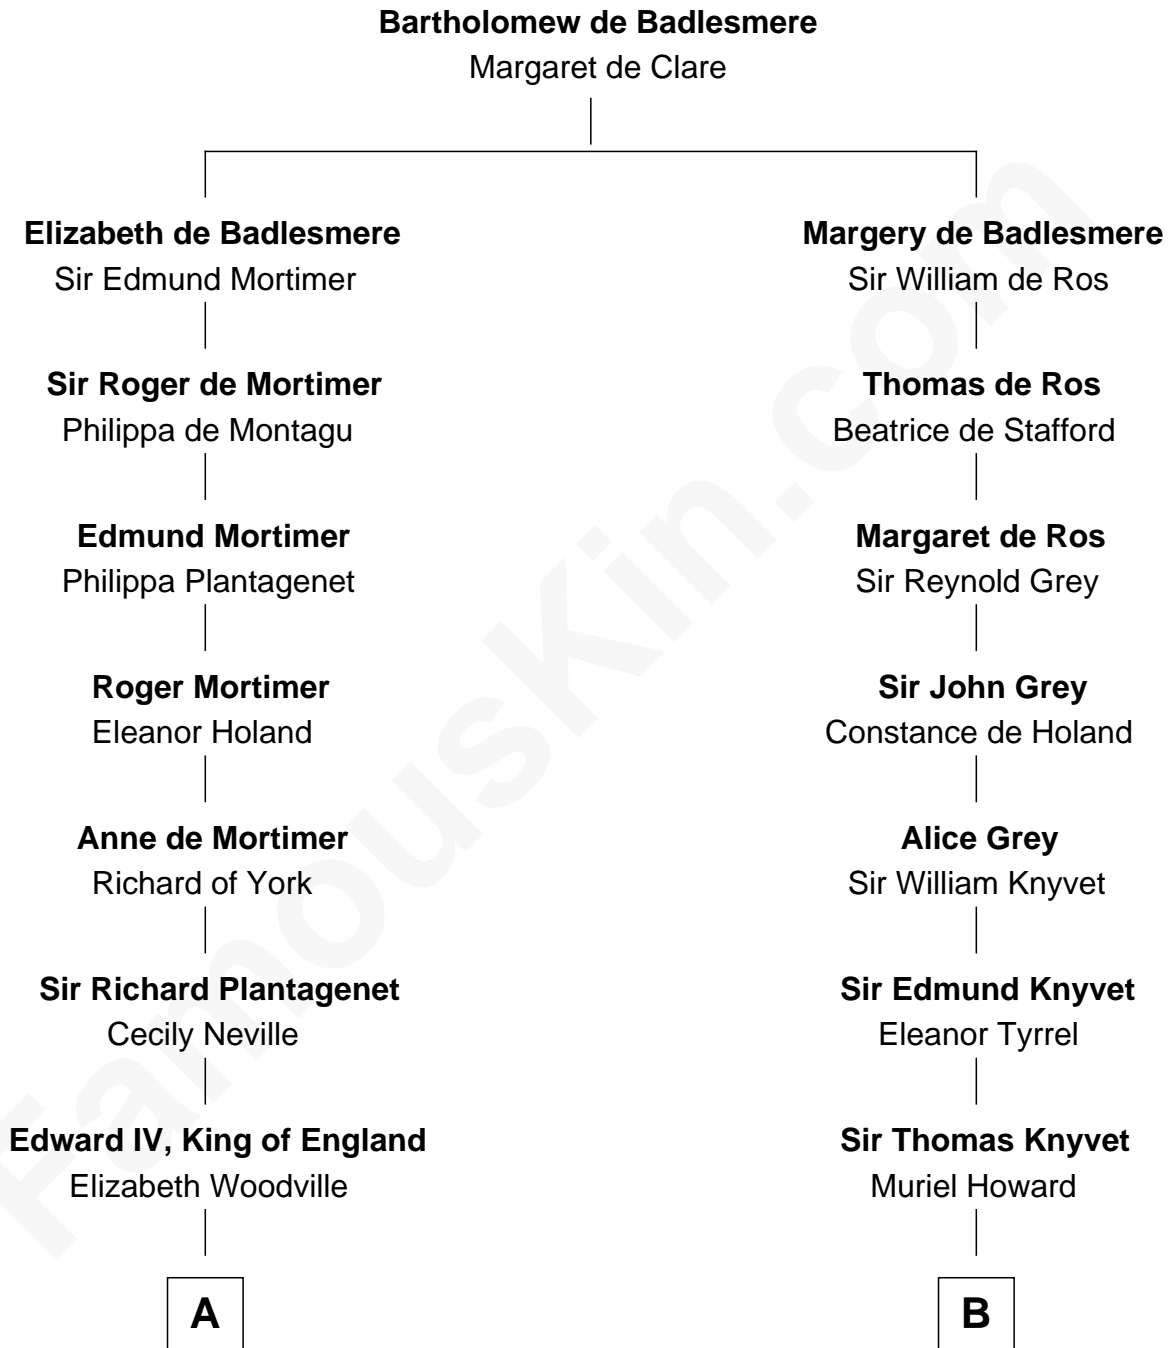 Bartholomew de Badlesmere
Margaret de Clare
Elizabeth de Badlesmere
Sir Edmund Mortimer
Margery de Badlesmere
Sir William de Ros
Sir Roger de Mortimer
Philippa de Montagu
Thomas de Ros
Beatrice de Stafford
Edmund Mortimer
Philippa Plantagenet
Margaret de Ros
Sir Reynold Grey
Roger Mortimer
Eleanor Holand
Sir John Grey
Constance de Holand
Anne de Mortimer
Richard of York
Alice Grey
Sir William Knyvet
Sir Richard Plantagenet
Cecily Neville
Sir Edmund Knyvet
Eleanor Tyrrel
Edward IV, King of England
Elizabeth Woodville
Sir Thomas Knyvet
Muriel Howard
A
B
FamousKin.com